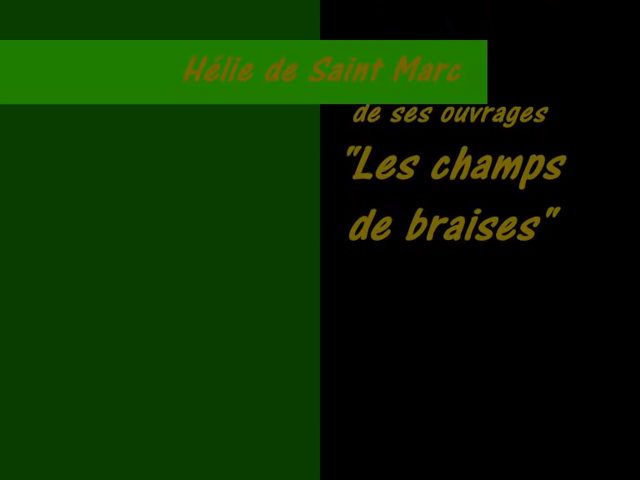 Hélie de Saint Marc
de ses ouvrages
"Les champs
de braises"